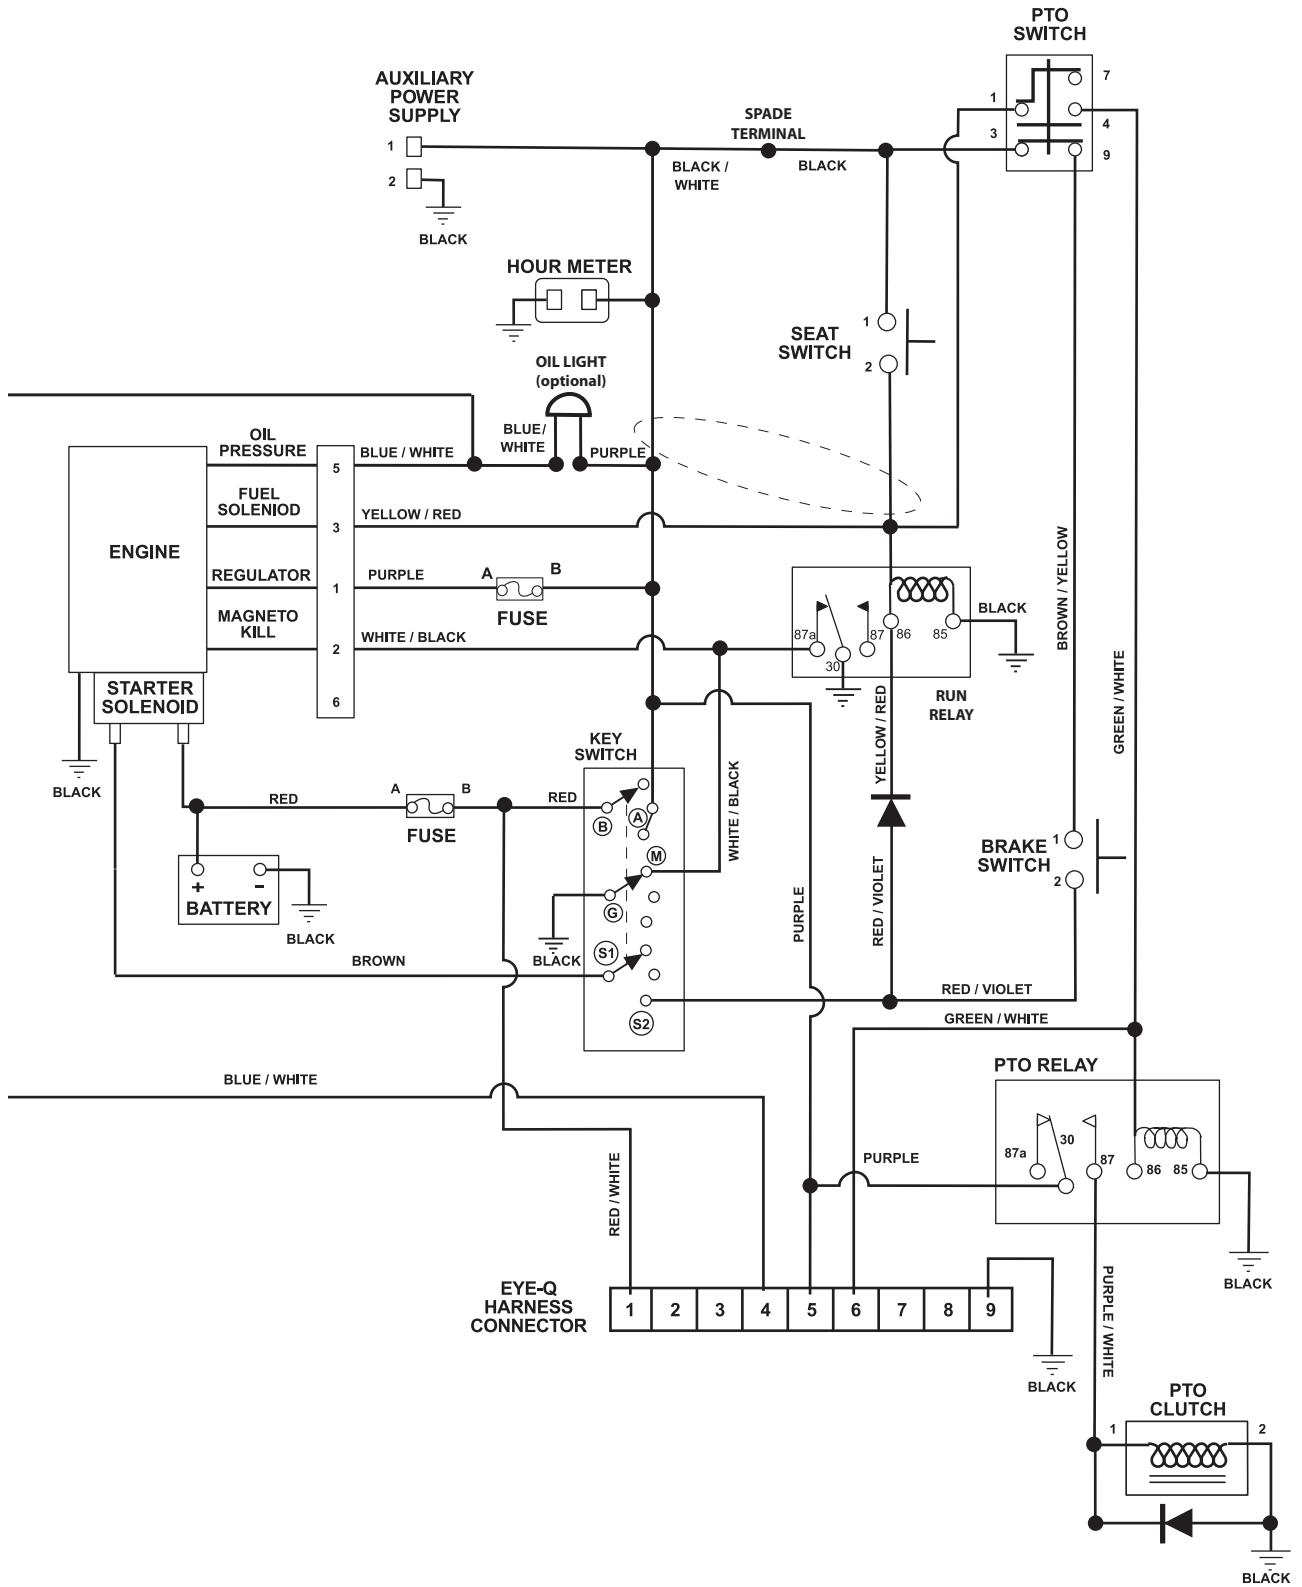 PTO
SWITCH
7
1
4
3
9
AUXILIARY
POWER
SUPPLY
1
2
BLACK
SPADE
TERMINAL
BLACK /
WHITE
BLACK
HOUR METER
SEAT
SWITCH
1
2
OIL LIGHT
(optional)
BLUE/
WHITE
PURPLE
OIL
PRESSURE
5
BLUE / WHITE
FUEL
SOLENIOD
3
YELLOW / RED
ENGINE
REGULATOR
1
PURPLE
A
B
FUSE
MAGNETO
KILL
2
WHITE / BLACK
6
STARTER
SOLENOID
BLACK
87a
30
87
86
85
BLACK
RUN
RELAY
BROWN / YELLOW
GREEN / WHITE
YELLOW / RED
KEY
SWITCH
RED
A
B
FUSE
RED
B
A
M
G
S1
S2
BLACK
WHITE / BLACK
PURPLE
RED / VIOLET
BRAKE
SWITCH
1
2
+
-
BATTERY
BLACK
BROWN
RED / VIOLET
GREEN / WHITE
BLUE / WHITE
PTO RELAY
87a
30
87
86
85
PURPLE
BLACK
RED / WHITE
EYE-Q
HARNESS
CONNECTOR
1 2 3 4 5 6 7 8 9
BLACK
PURPLE / WHITE
PTO
CLUTCH
1
2
BLACK